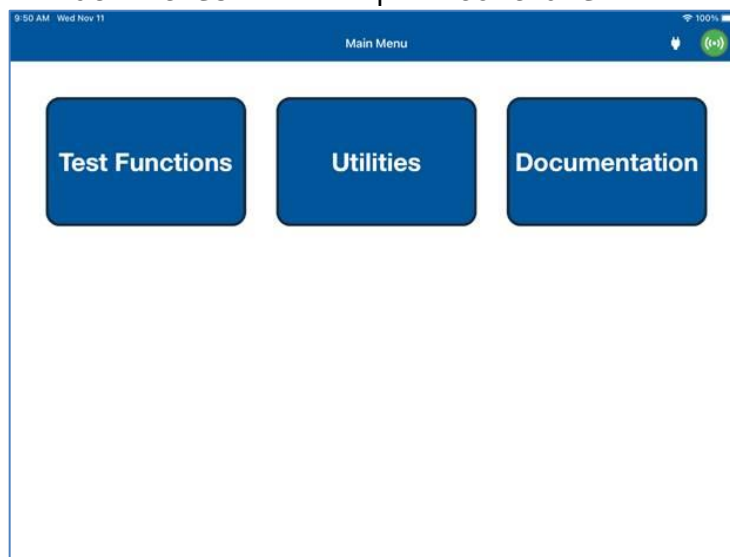 9:50 AM Wed Nov 11
100%
Main Menu
Test Functions
Utilities
Documentation